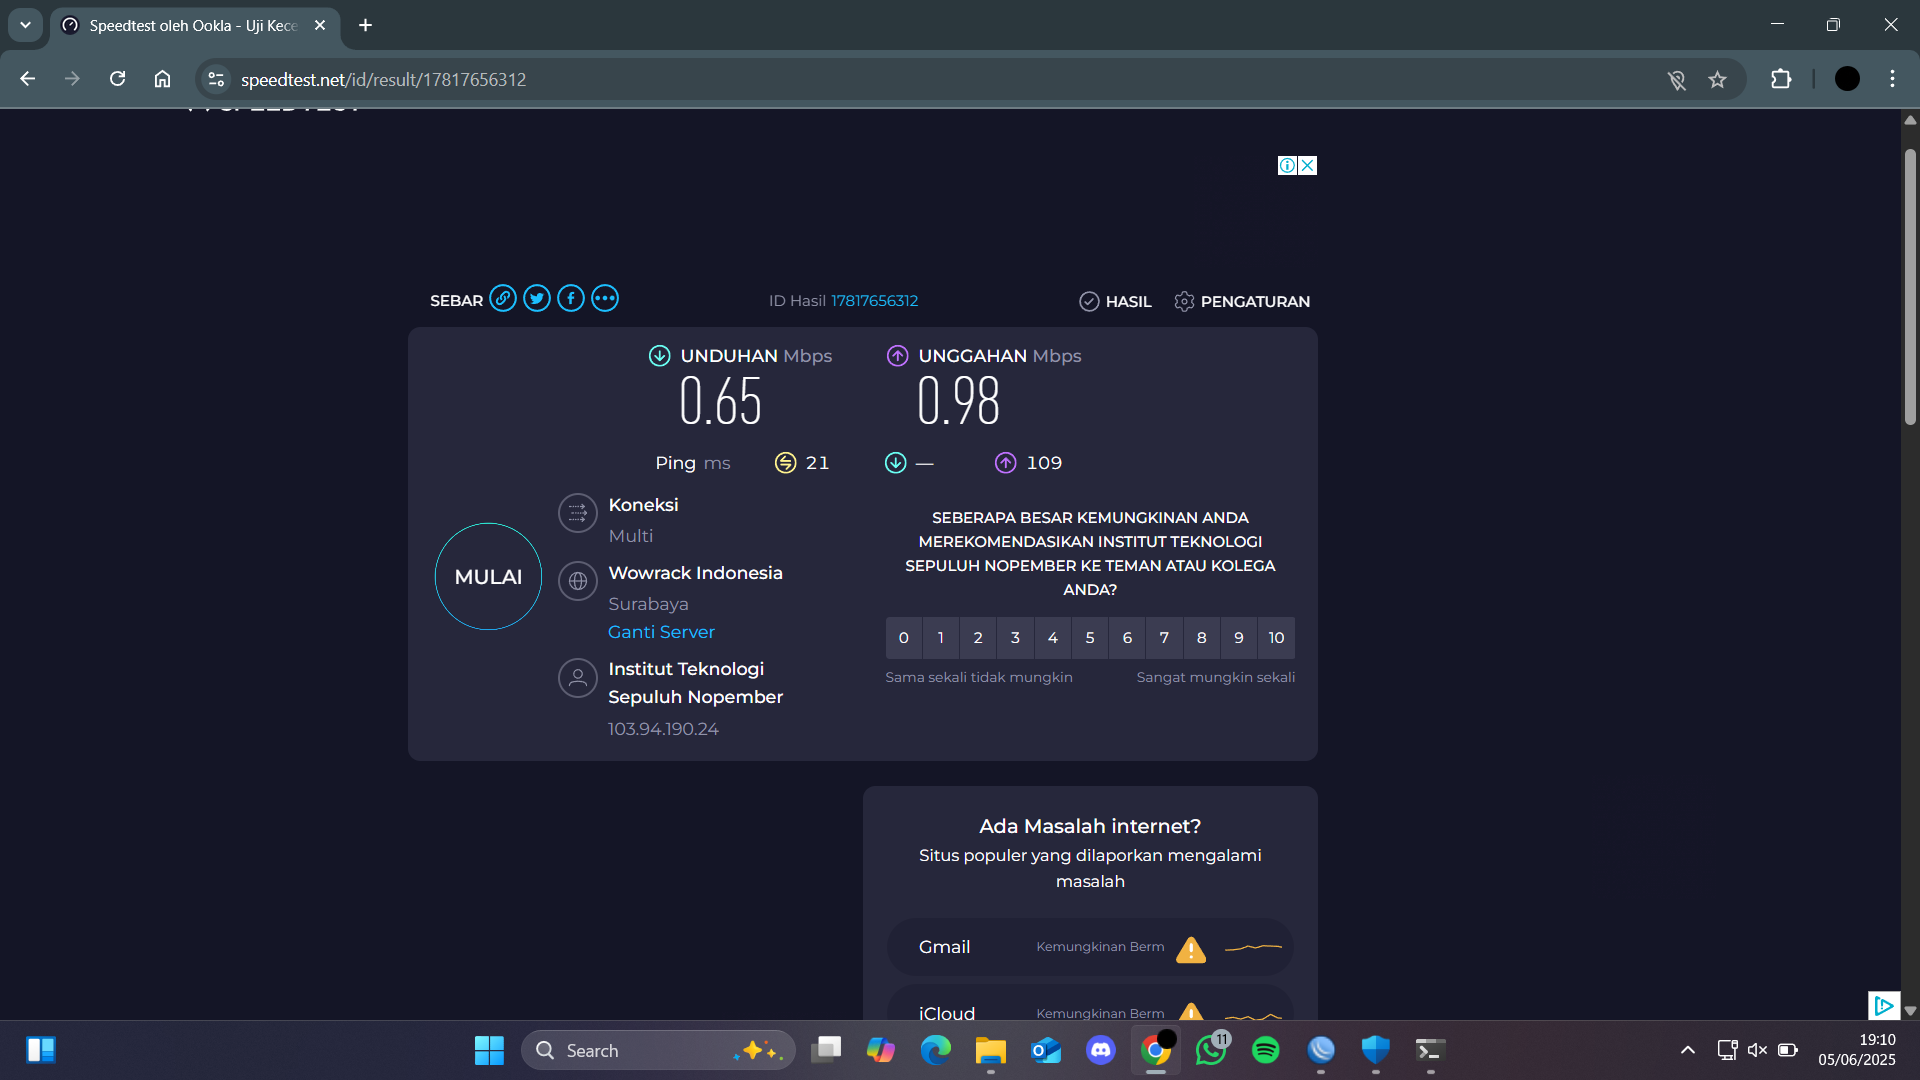 Speedtest oleh Ookla - Uji Kece
speedtest.net/id/result/17817656312
SEBAR
ID Hasil 17817656312
HASIL
PENGATURAN
UNDUHAN Mbps
0.65
UNGGAHAN Mbps
0.98
Ping ms
21
—
109
MULAI
Koneksi
Multi
Wowrack Indonesia
Surabaya
Ganti Server
Institut Teknologi
Sepuluh Nopember
103.94.190.24
SEBERAPA BESAR KEMUNGKINAN ANDA
MEREKOMENDASIKAN INSTITUT TEKNOLOGI
SEPULUH NOPEMBER KE TEMAN ATAU KOLEGA
ANDA?
0 1 2 3 4 5 6 7 8 9 10
Sama sekali tidak mungkin
Sangat mungkin sekali
Ada Masalah internet?
Situs populer yang dilaporkan mengalami
masalah
Gmail
Kemungkinan Berm
iCloud
Kemungkinan Berm
Search
11
19:10
05/06/2025